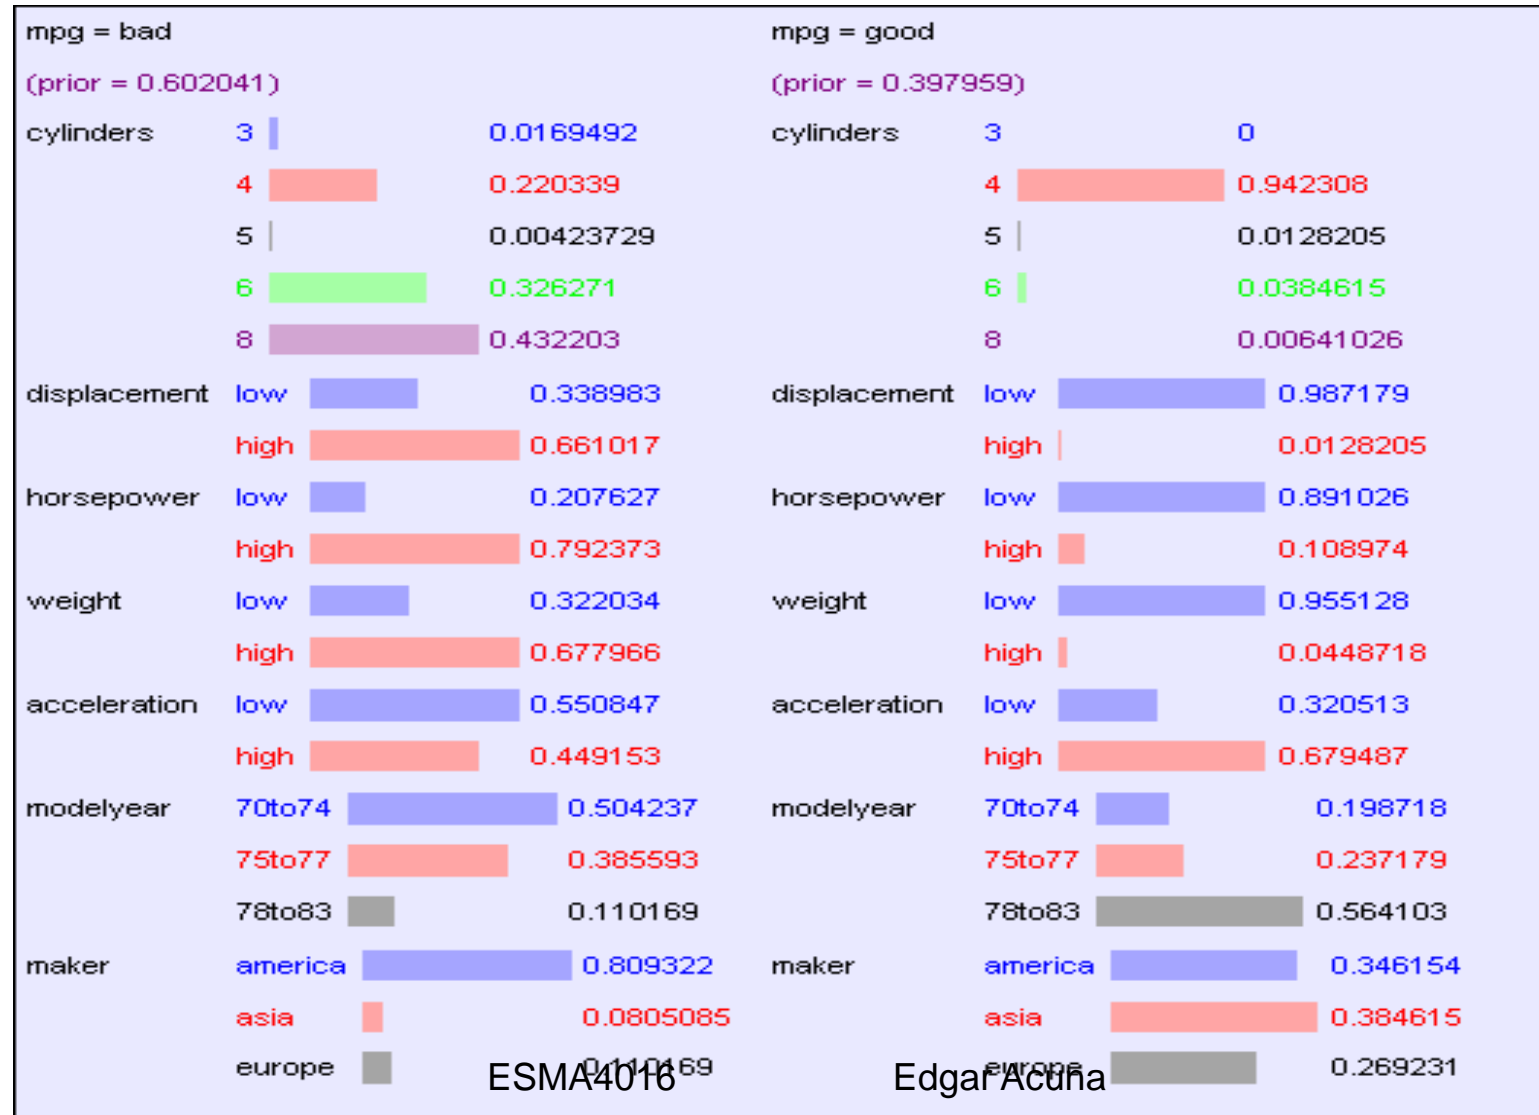 mpg = bad mpg = good
(prior = 0.602041) (prior = 0.397959)
cylinders 3 0.0169492 cylinders 3 0
4 0.220339 4 0.942308
5 0.00423729 5 0.0128205
6 0.326271 6 0.0384615
8 0.432203 8 0.00641026
displacement low 0.338983 displacement low 0.987179
high 0.661017 high 0.0128205
horsepower low 0.207627 horsepower low 0.891026
high 0.792373 high 0.108974
weight low 0.322034 weight low 0.955128
high 0.677966 high 0.0448718
acceleration low 0.550847 acceleration low 0.320513
high 0.449153 high 0.679487
modelyear 70to74 0.504237 modelyear 70to74 0.198718
75to77 0.385593 75to77 0.237179
78to83 0.110169 78to83 0.564103
maker america 0.809322 maker america 0.346154
asia 0.0805085 asia 0.384615
europe 0.110169 europe 0.269231
ESMA4016 Edgar Acuña